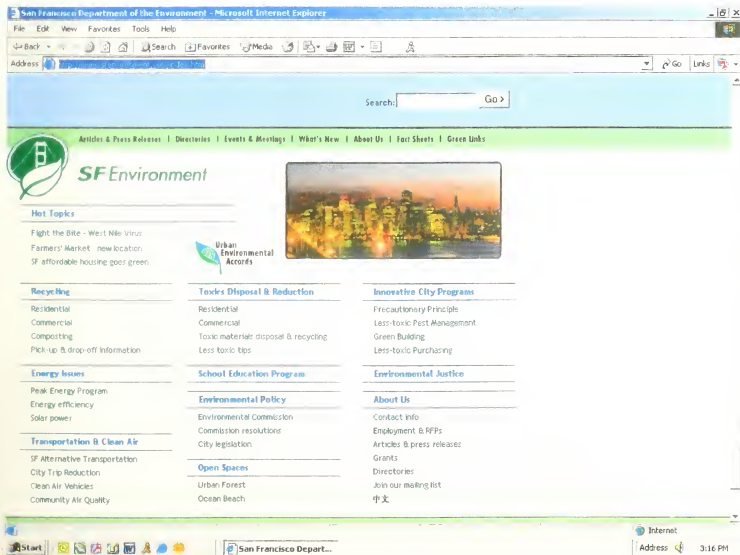 San Francisco Department of the Environment - Microsoft Internet Explorer
File Edit View Favorites Tools Help
Back Search Favorites Media
Address Go Links
Search: Go >
Articles & Press Releases | Directories | Events & Meetings | What's New | About Us | Fact Sheets | Green Links
SF Environment
Hot Topics
Fight the Bite - West Nile Virus
Farmers' Market new location
SF affordable housing goes green
Urban
Environmental
Accords
Recycling
Residential
Commercial
Composting
Pick-up & drop-off information
Energy Issues
Peak Energy Program
Energy efficiency
Solar power
Transportation & Clean Air
SF Alternative Transportation
City Trip Reduction
Clean Air Vehicles
Community Air Quality
Toxics Disposal & Reduction
Residential
Commercial
Toxic materials disposal & recycling
Less toxic tips
School Education Program
Environmental Policy
Environmental Commission
Commission resolutions
City legislation
Open Spaces
Urban Forest
Ocean Beach
Innovative City Programs
Precautionary Principle
Less-toxic Pest Management
Green Building
Less-toxic Purchasing
Environmental Justice
About Us
Contact info
Employment & RFPs
Articles & press releases
Grants
Directories
Join our mailing list
中文
Internet
Start San Francisco Depart... Address 3:16 PM